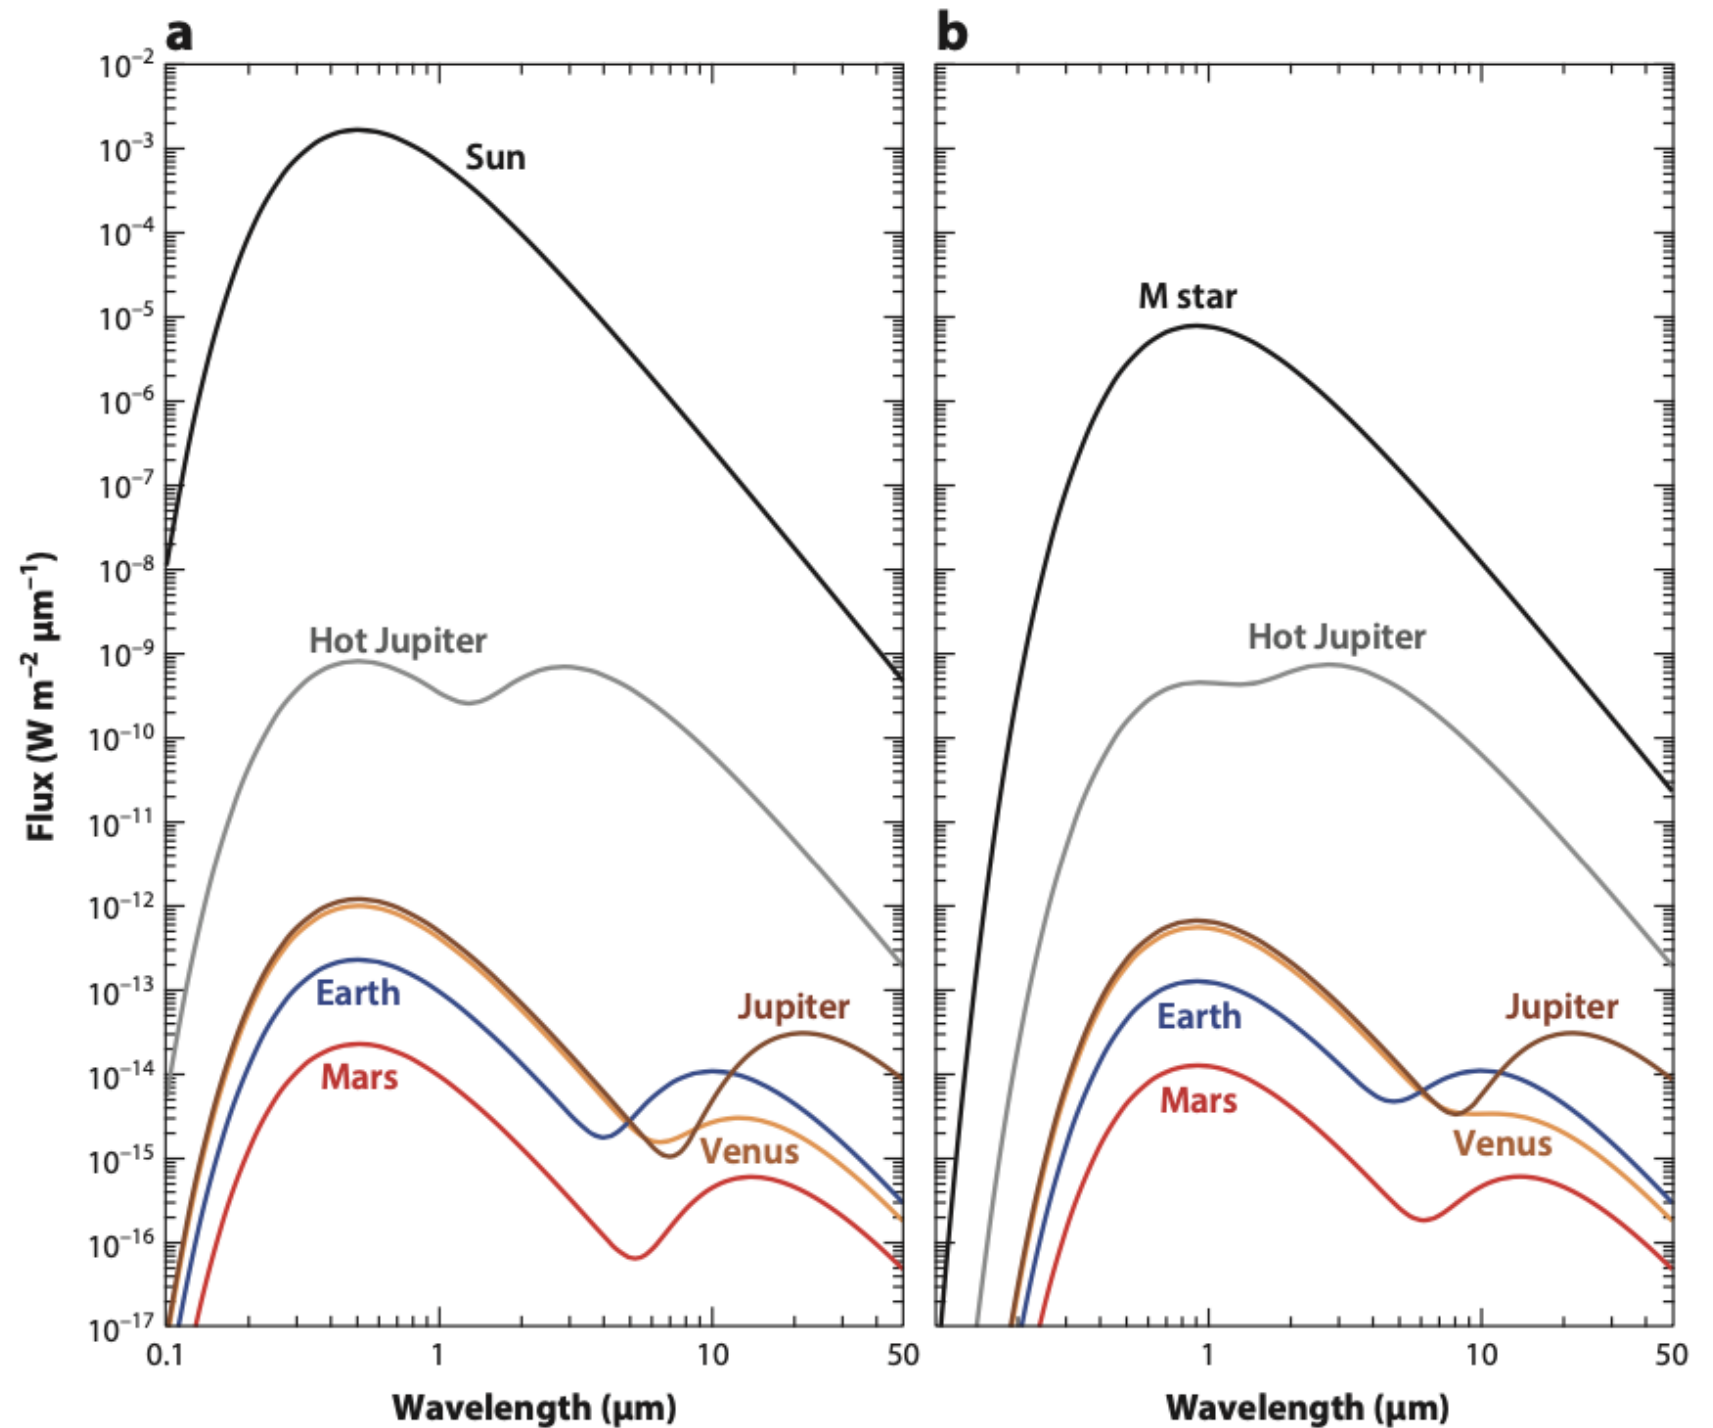 a
b
10⁻²
10⁻³
10⁻⁴
10⁻⁵
10⁻⁶
10⁻⁷
10⁻⁸
10⁻⁹
10⁻¹⁰
10⁻¹¹
10⁻¹²
10⁻¹³
10⁻¹⁴
10⁻¹⁵
10⁻¹⁶
10⁻¹⁷
Flux (W m⁻² μm⁻¹)
Sun
Hot Jupiter
Earth
Mars
Jupiter
Venus
0.1 1 10 50
Wavelength (μm)
M star
Hot Jupiter
Earth
Mars
Jupiter
Venus
1 10 50
Wavelength (μm)